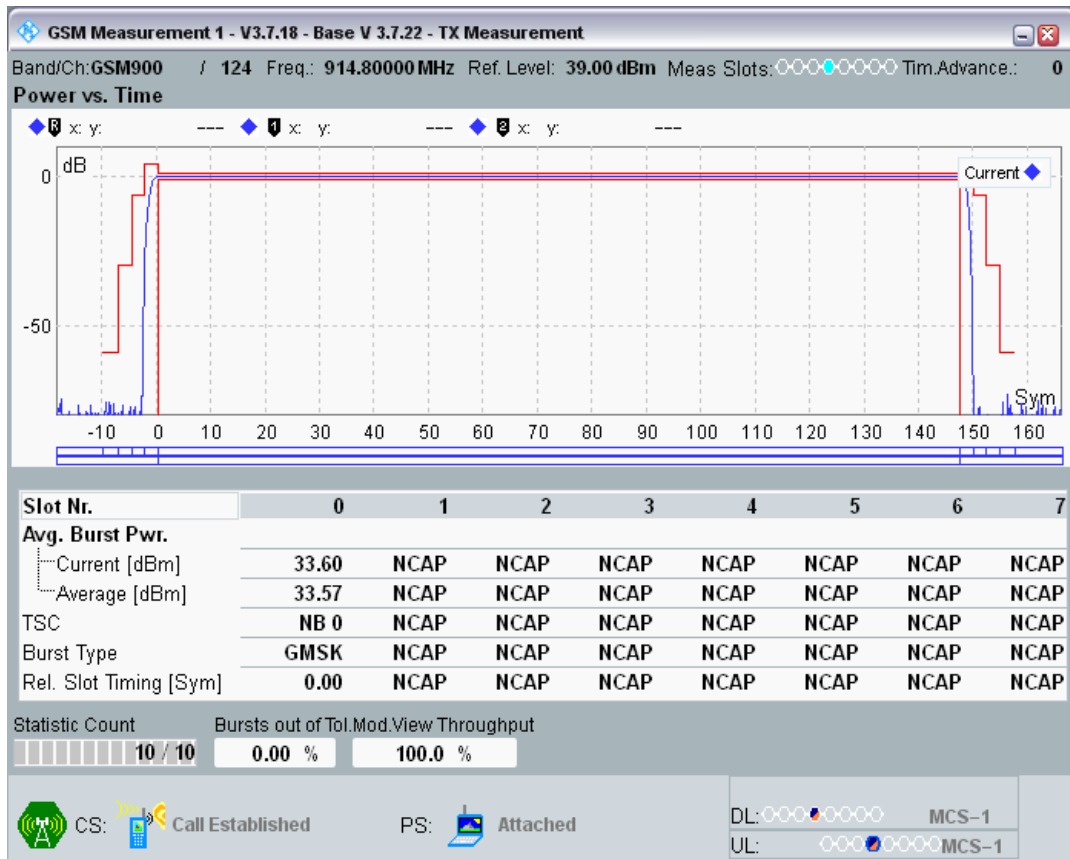 GSM Measurement 1 - V3.7.18 - Base V 3.7.22 - TX Measurement
Band/Ch:GSM900 / 124 Freq.: 914.80000 MHz Ref. Level: 39.00 dBm Meas Slots: Tim.Advance.: 0
Power vs. Time
R x: y: --- 1 x: y: --- 2 x: y: ---
dB
Current
0
-50
Sym
-10 0 10 20 30 40 50 60 70 80 90 100 110 120 130 140 150 160
Slot Nr. 0 1 2 3 4 5 6 7
Avg. Burst Pwr.
Current [dBm] 33.60 NCAP NCAP NCAP NCAP NCAP NCAP NCAP
Average [dBm] 33.57 NCAP NCAP NCAP NCAP NCAP NCAP NCAP
TSC NB 0 NCAP NCAP NCAP NCAP NCAP NCAP NCAP
Burst Type GMSK NCAP NCAP NCAP NCAP NCAP NCAP NCAP
Rel. Slot Timing [Sym] 0.00 NCAP NCAP NCAP NCAP NCAP NCAP NCAP
Statistic Count Bursts out of Tol.Mod.View Throughput
10 / 10 0.00 % 100.0 %
CS: Call Established PS: Attached DL: MCS-1
UL: MCS-1